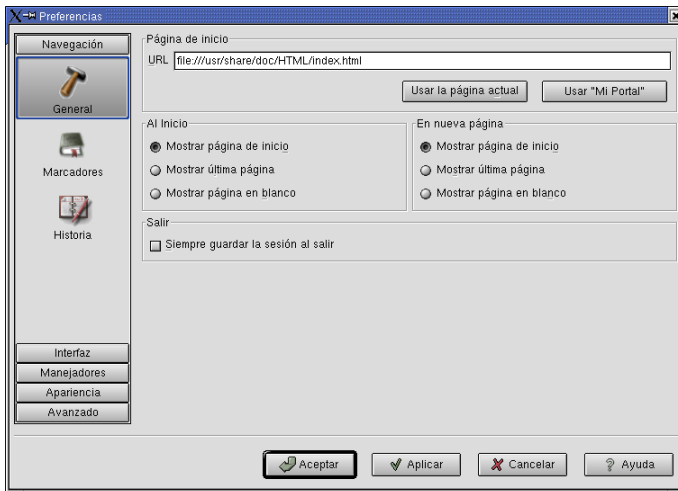 Preferencias
Navegación
General
Marcadores
Historia
Interfaz
Manejadores
Apariencia
Avanzado
Página de inicio
URL file:///usr/share/doc/HTML/index.html
Usar la página actual Usar "Mi Portal"
Al Inicio
Mostrar página de inicio
Mostrar última página
Mostrar página en blanco
En nueva página
Mostrar página de inicio
Mostrar última página
Mostrar página en blanco
Salir
Siempre guardar la sesión al salir
Aceptar Aplicar Cancelar Ayuda